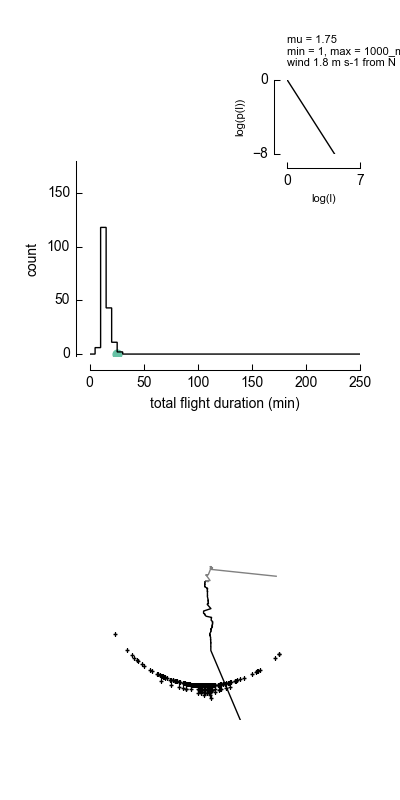 mu = 1.75
min = 1, max = 1000_m
wind 1.8 m s-1 from N
0
log(p(l))
−8
0 7
log(l)
150
count
100
50
0
0 50 100 150 200 250
total flight duration (min)